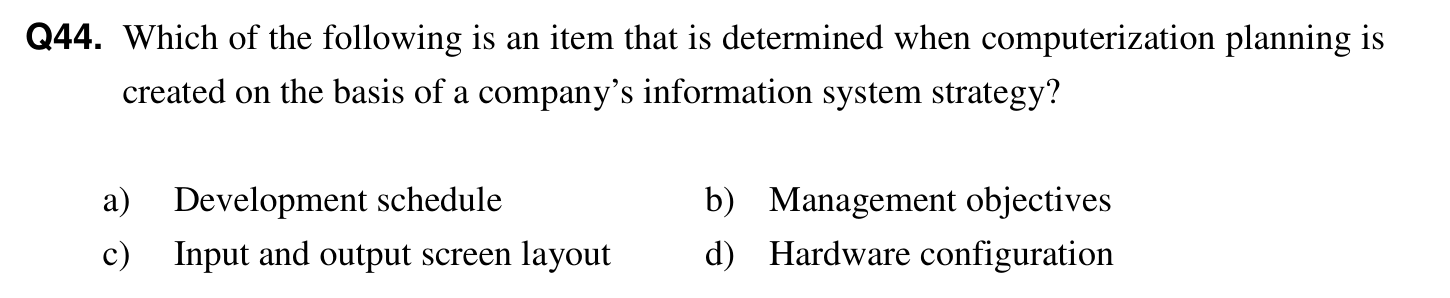 Q44. Which of the following is an item that is determined when computerization planning is
created on the basis of a company’s information system strategy?
a) Development schedule b) Management objectives
c) Input and output screen layout d) Hardware configuration